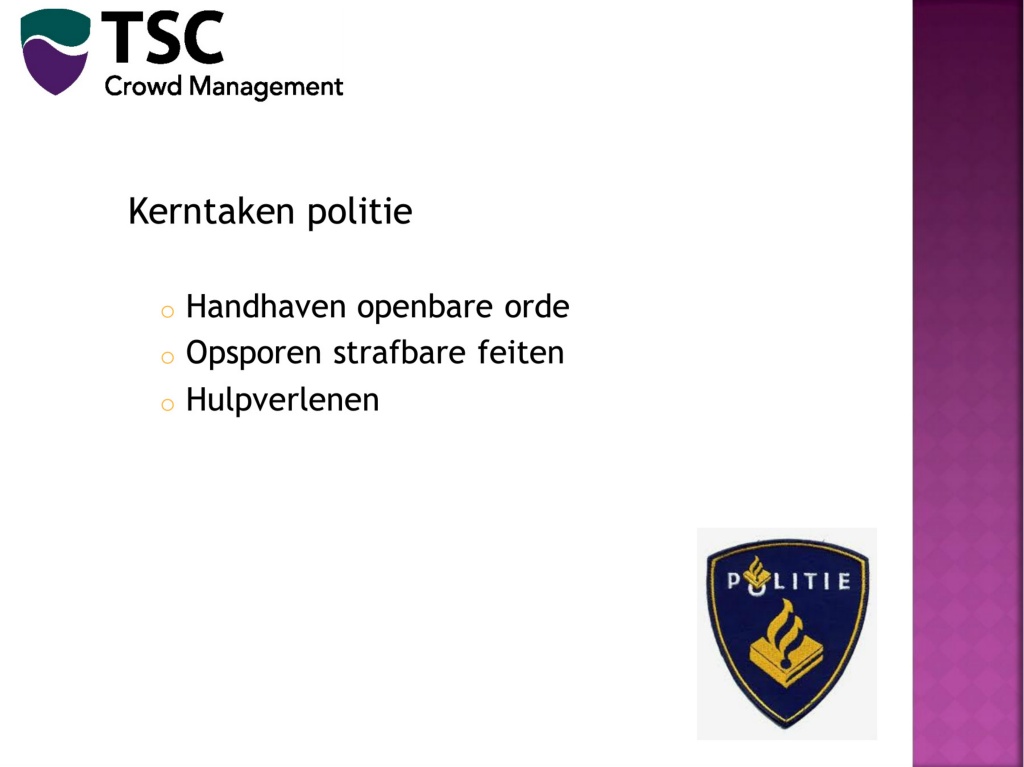 TSC
Crowd Management
Kerntaken politie
Handhaven openbare orde
Opsporen strafbare feiten
Hulpverlenen
POLITIE